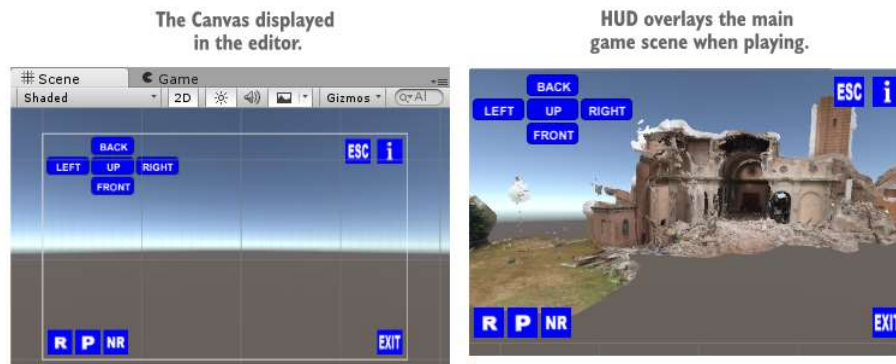 The Canvas displayed
in the editor.
Scene
Game
Shaded
2D
Gizmos
Al
BACK
LEFT UP RIGHT
FRONT
ESC i
R P NR
EXIT
HUD overlays the main
game scene when playing.
BACK
LEFT UP RIGHT
FRONT
ESC i
R P NR
EXIT